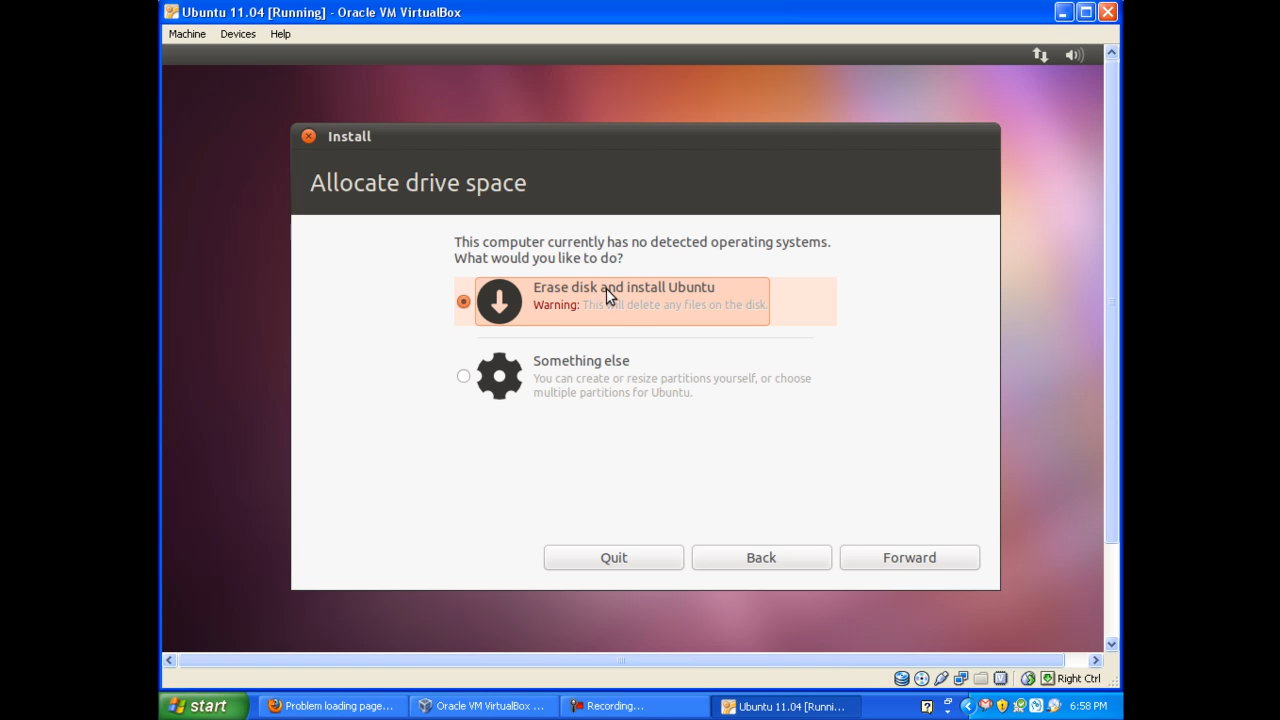 Ubuntu 11.04 [Running] - Oracle VM VirtualBox
Machine Devices Help
Install
Allocate drive space
This computer currently has no detected operating systems.
What would you like to do?
Erase disk and install Ubuntu
Warning: This will delete any files on the disk.
Something else
You can create or resize partitions yourself, or choose
multiple partitions for Ubuntu.
Quit Back Forward
Right Ctrl
start Problem loading page... Oracle VM VirtualBox ... Recording... Ubuntu 11.04 [Runni... 6:58 PM